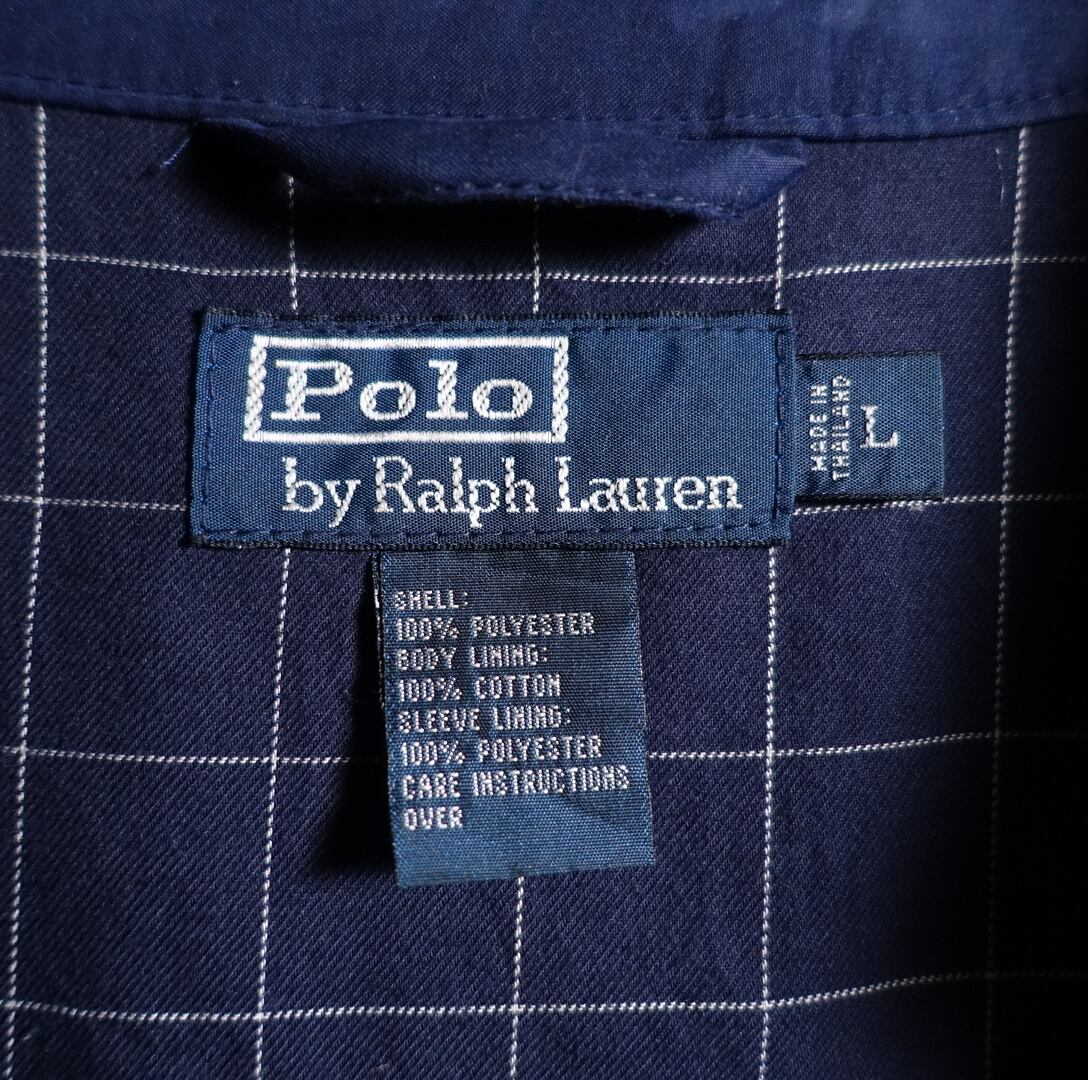 Polo
by Ralph Lauren
MADE IN
THAILAND
L
SHELL:
100% POLYESTER
BODY LINING:
100% COTTON
SLEEVE LINING:
100% POLYESTER
CARE INSTRUCTIONS
OVER